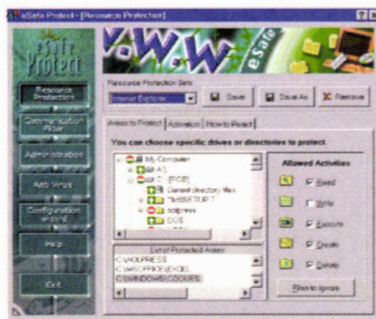 eSafe Protect - [Resource Protection]
eSafe
Protect
V.W.W
eSafe
Resource
Protection
Communication
Filter
Administration
Anti Virus
Configuration
wizard
Help
Exit
Resource Protection Sets:
Internet Explorer
Save
Save As
Remove
Areas to Protect
Activation
How to React
You can choose specific drives or directories to protect
My Computer
A:\
C:\
Current directory files
DOS
Allowed Activities
Read
Write
Execute
Create
Delete
Files to Ignore
List of Protected Areas
C:\AOLPRESS
C:\MSOFFICE\EXCEL
C:\WINDOWS\COOKIES